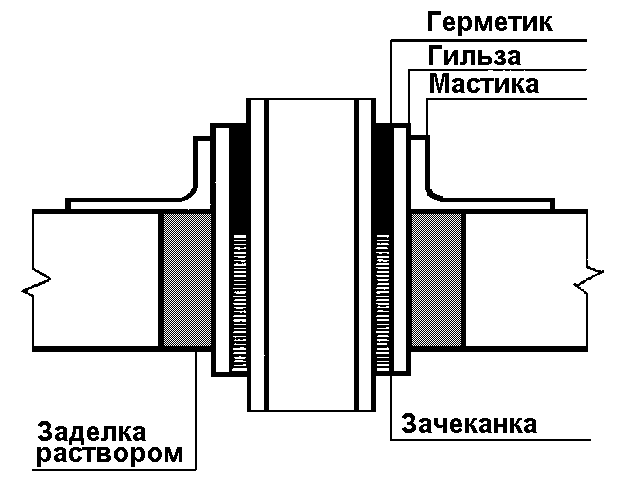 Герметик
Гильза
Мастика
Зачеканка
Заделка
раствором